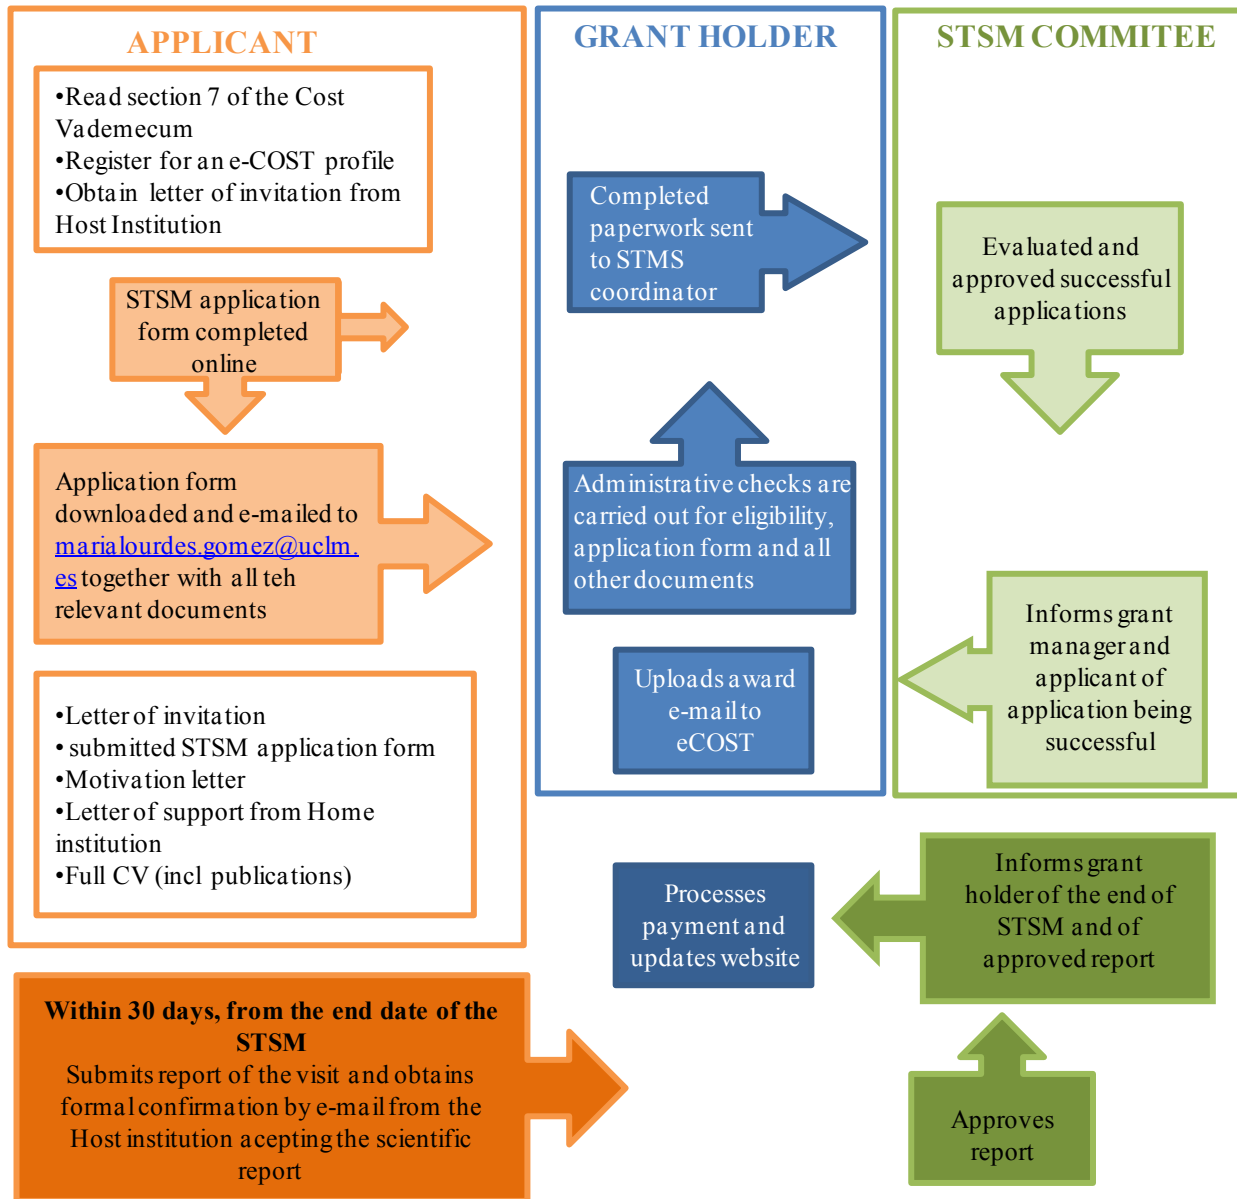 APPLICANT
•Read section 7 of the Cost
Vademecum
•Register for an e-COST profile
•Obtain letter of invitation from
Host Institution
STSM application
form completed
online
Application form
downloaded and e-mailed to
marialourdes.gomez@uclm.
es together with all teh
relevant documents
•Letter of invitation
• submitted STSM application form
•Motivation letter
•Letter of support from Home
institution
•Full CV (incl publications)
Within 30 days, from the end date of the
STSM
Submits report of the visit and obtains
formal confirmation by e-mail from the
Host institution acepting the scientific
report
GRANT HOLDER
Completed
paperwork sent
to STMS
coordinator
Administrative checks are
carried out for eligibility,
application form and all
other documents
Uploads award
e-mail to
eCOST
Processes
payment and
updates website
STSM COMMITEE
Evaluated and
approved successful
applications
Informs grant
manager and
applicant of
application being
successful
Informs grant
holder of the end of
STSM and of
approved report
Approves
report